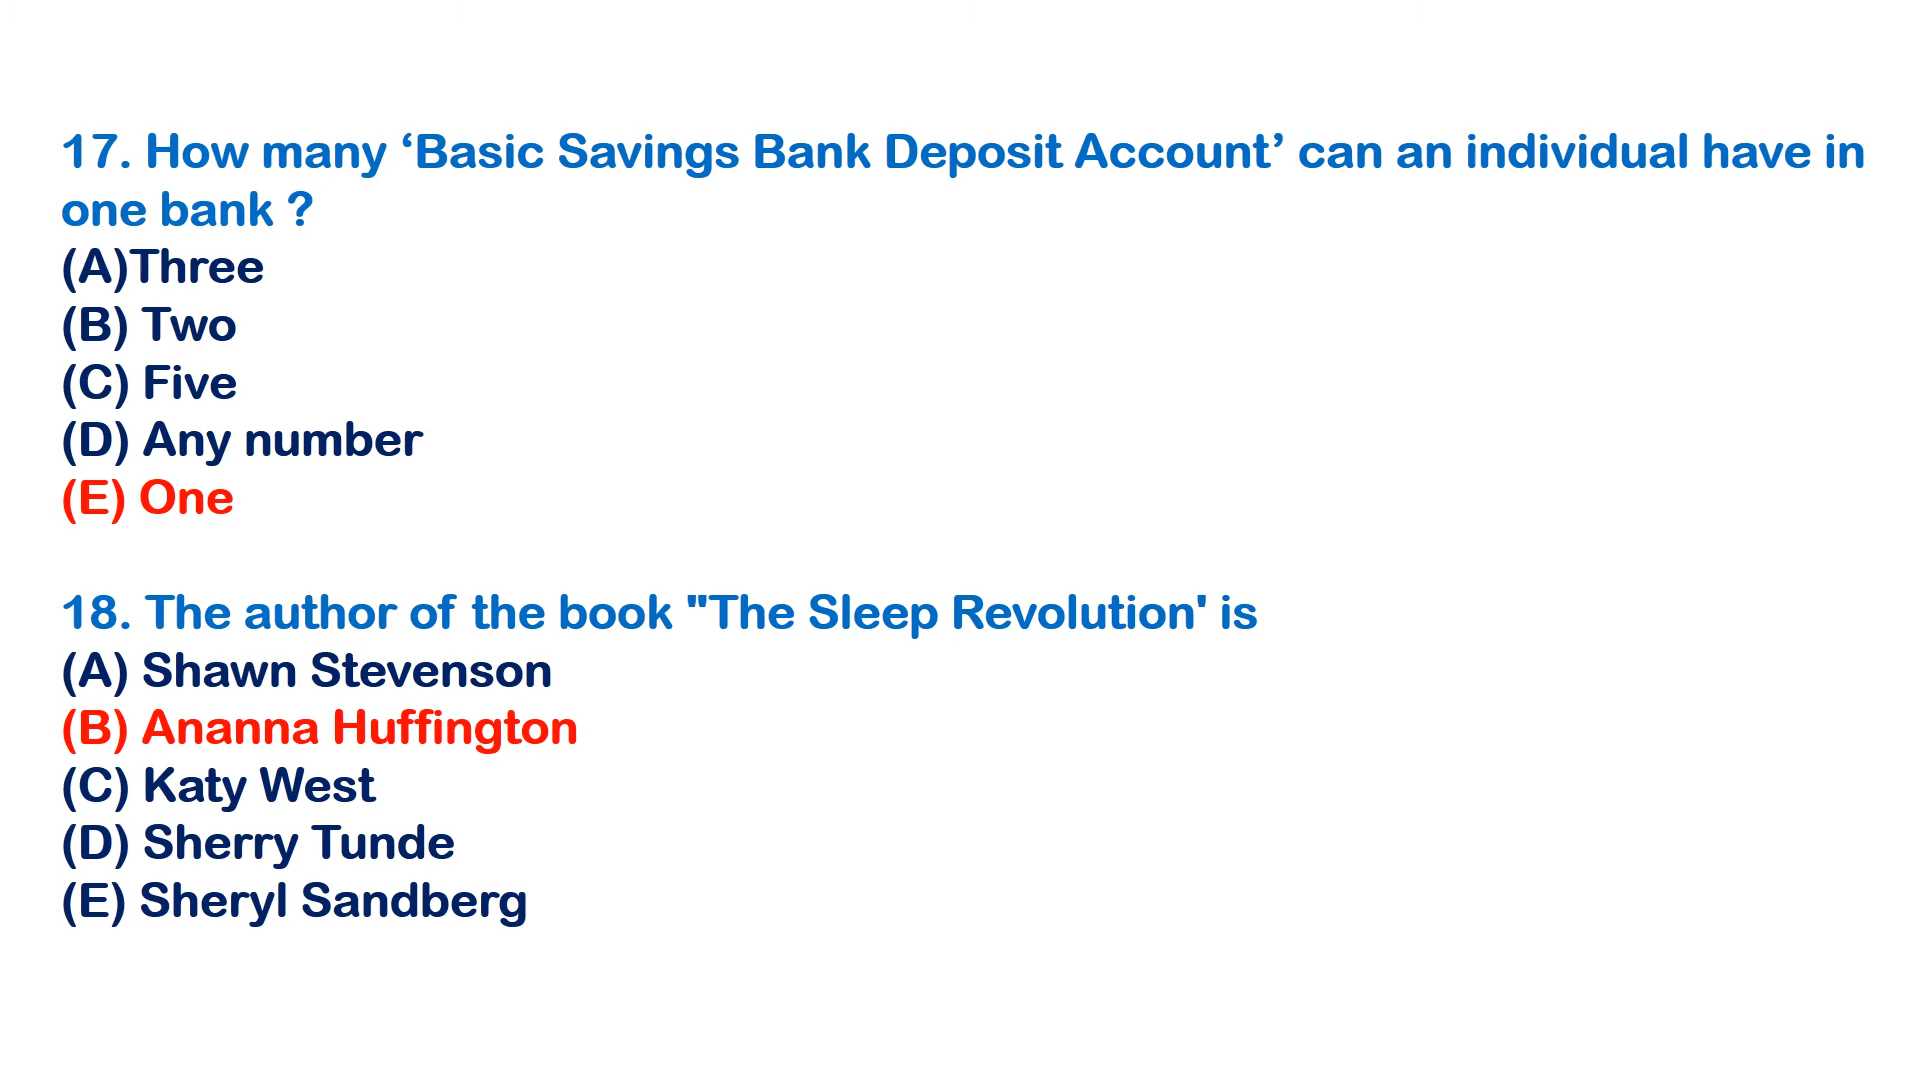 17. How many ‘Basic Savings Bank Deposit Account’ can an individual have in
one bank ?
(A)Three
(B) Two
(C) Five
(D) Any number
(E) One
18. The author of the book "The Sleep Revolution' is
(A) Shawn Stevenson
(B) Ananna Huffington
(C) Katy West
(D) Sherry Tunde
(E) Sheryl Sandberg